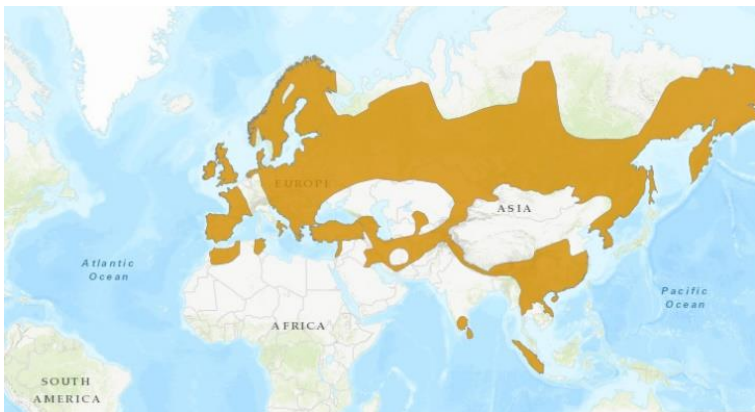 EUROPE
ASIA
Atlantic
Ocean
Pacific
Ocean
AFRICA
SOUTH
AMERICA